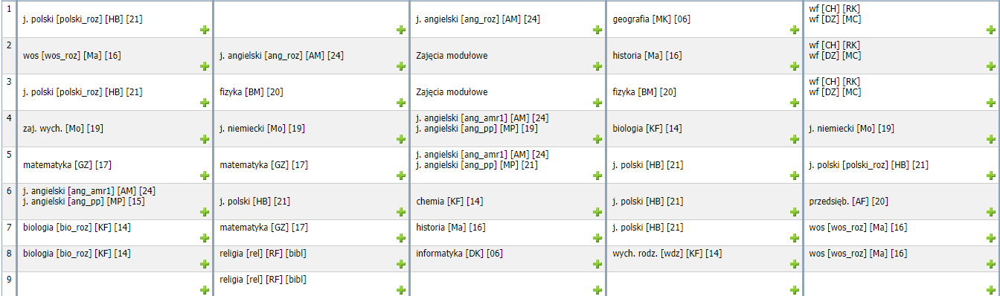 1
j. polski [polski_roz] [HB] [21]
j. angielski [ang_roz] [AM] [24]
geografia [MK] [06]
wf [CH] [RK]
wf [DZ] [MC]
2
wos [wos_roz] [Ma] [16]
j. angielski [ang_roz] [AM] [24]
Zajęcia modułowe
historia [Ma] [16]
wf [CH] [RK]
wf [DZ] [MC]
3
j. polski [polski_roz] [HB] [21]
fizyka [BM] [20]
Zajęcia modułowe
fizyka [BM] [20]
wf [CH] [RK]
wf [DZ] [MC]
4
zaj. wych. [Mo] [19]
j. niemiecki [Mo] [19]
j. angielski [ang_amr1] [AM] [24]
j. angielski [ang_pp] [MP] [19]
biologia [KF] [14]
j. niemiecki [Mo] [19]
5
matematyka [GZ] [17]
matematyka [GZ] [17]
j. angielski [ang_amr1] [AM] [24]
j. angielski [ang_pp] [MP] [21]
j. polski [HB] [21]
j. polski [polski_roz] [HB] [21]
6
j. angielski [ang_amr1] [AM] [24]
j. angielski [ang_pp] [MP] [15]
j. polski [HB] [21]
chemia [KF] [14]
j. polski [HB] [21]
przedsięb. [AF] [20]
7
biologia [bio_roz] [KF] [14]
matematyka [GZ] [17]
historia [Ma] [16]
j. polski [HB] [21]
wos [wos_roz] [Ma] [16]
8
biologia [bio_roz] [KF] [14]
religia [rel] [RF] [bibl]
informatyka [DK] [06]
wych. rodz. [wdz] [KF] [14]
wos [wos_roz] [Ma] [16]
9
religia [rel] [RF] [bibl]